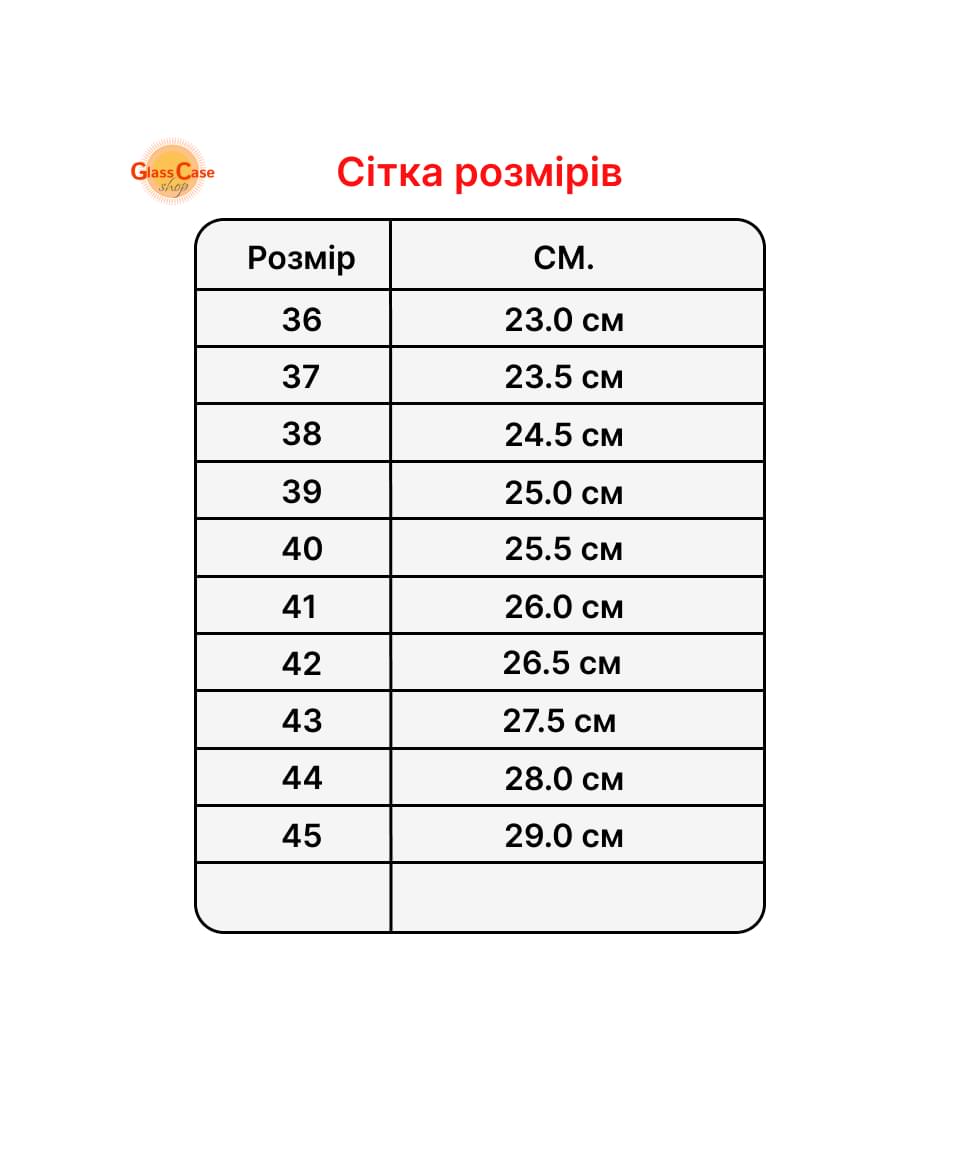 Glass Case
shop
Сітка розмірів
Розмір СМ.
36 23.0 см
37 23.5 см
38 24.5 см
39 25.0 см
40 25.5 см
41 26.0 см
42 26.5 см
43 27.5 см
44 28.0 см
45 29.0 см